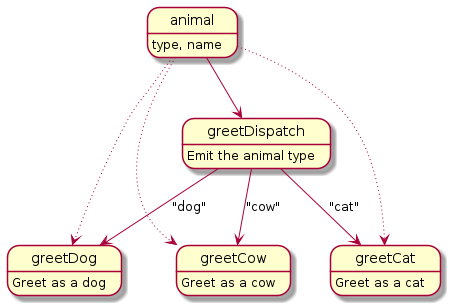 animal
type, name
greetDispatch
Emit the animal type
"dog"
"cow"
"cat"
greetDog
Greet as a dog
greetCow
Greet as a cow
greetCat
Greet as a cat